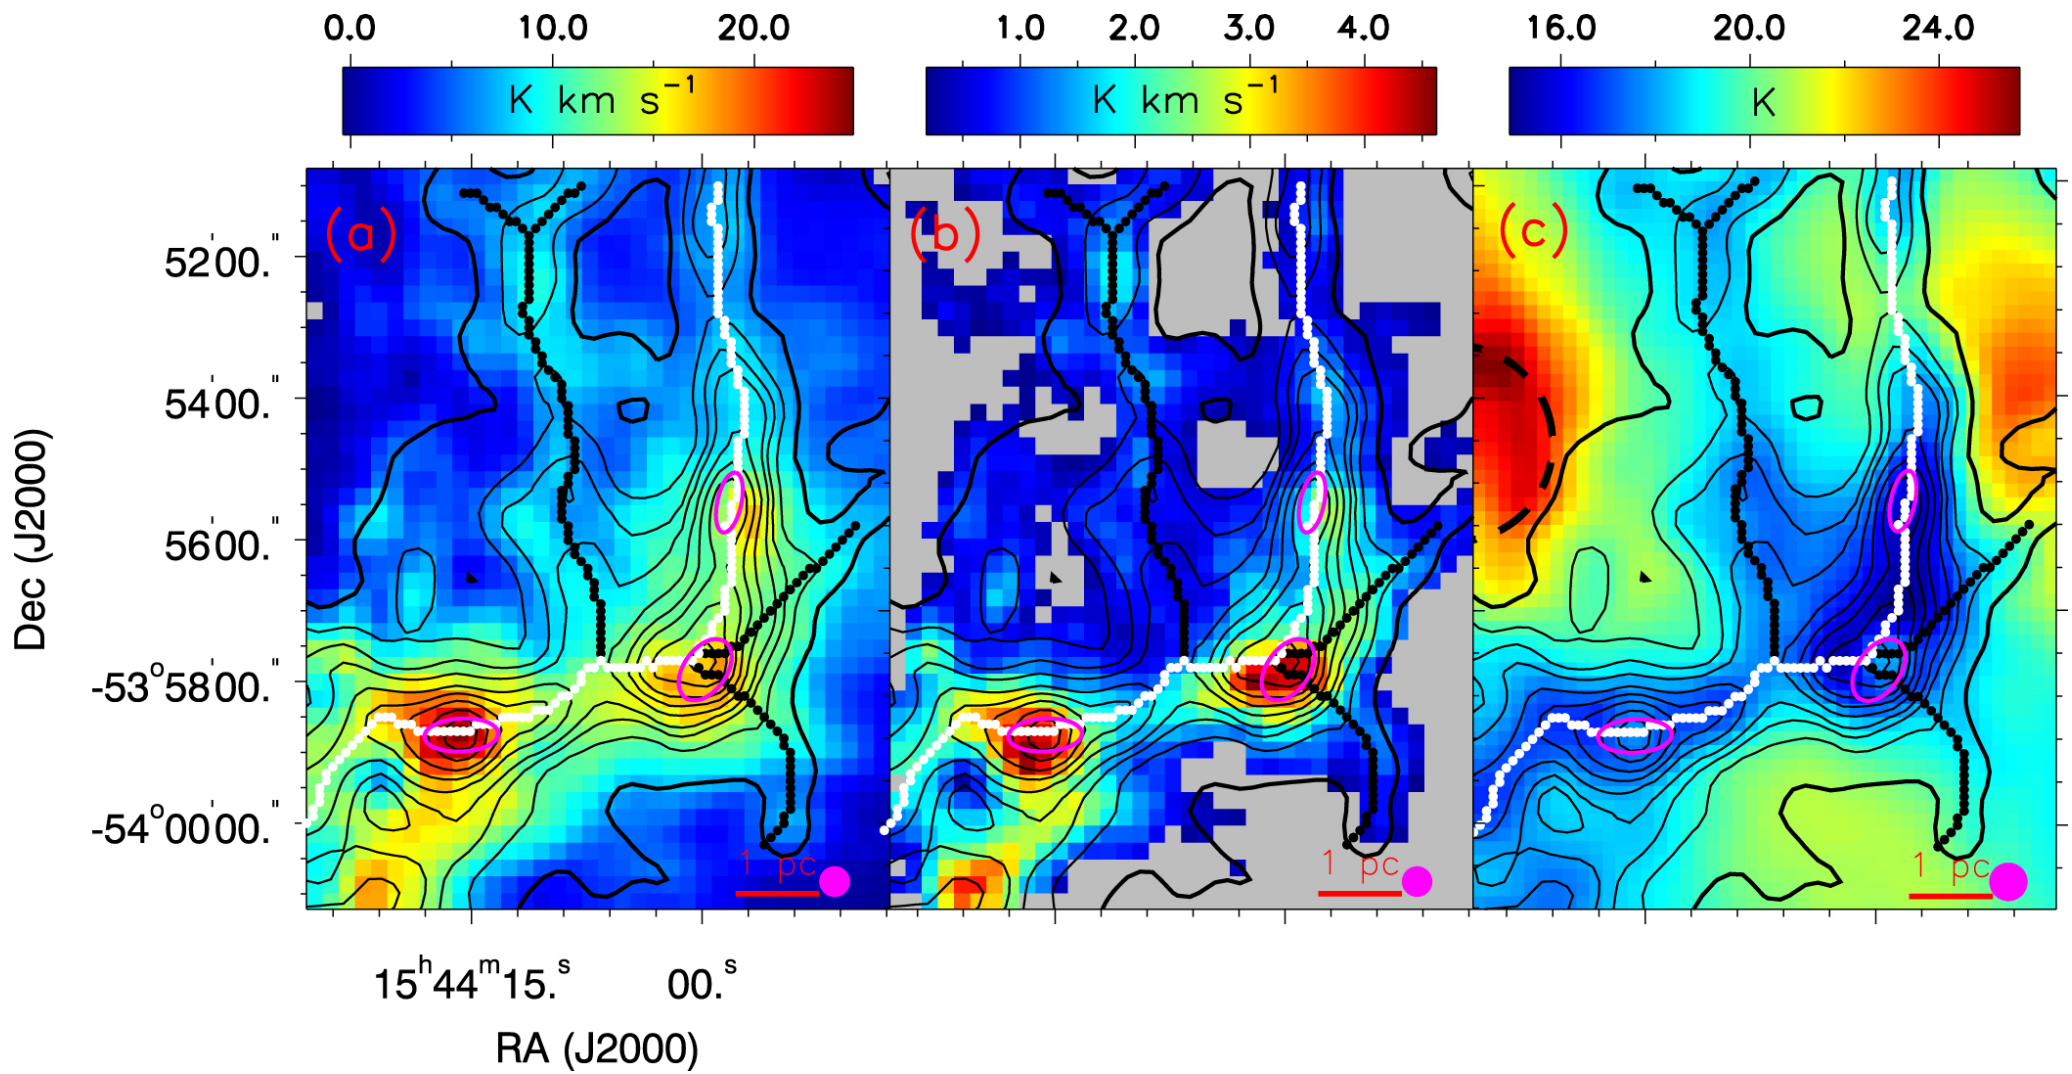 0.0 10.0 20.0 1.0 2.0 3.0 4.0 16.0 20.0 24.0
K km s⁻¹ K km s⁻¹ K
(a) (b) (c)
52'00."
54'00."
56'00."
-53°58'00."
-54°00'00."
Dec (J2000)
1 pc 1 pc 1 pc
15ʰ44ᵐ15.ˢ 00.ˢ
RA (J2000)